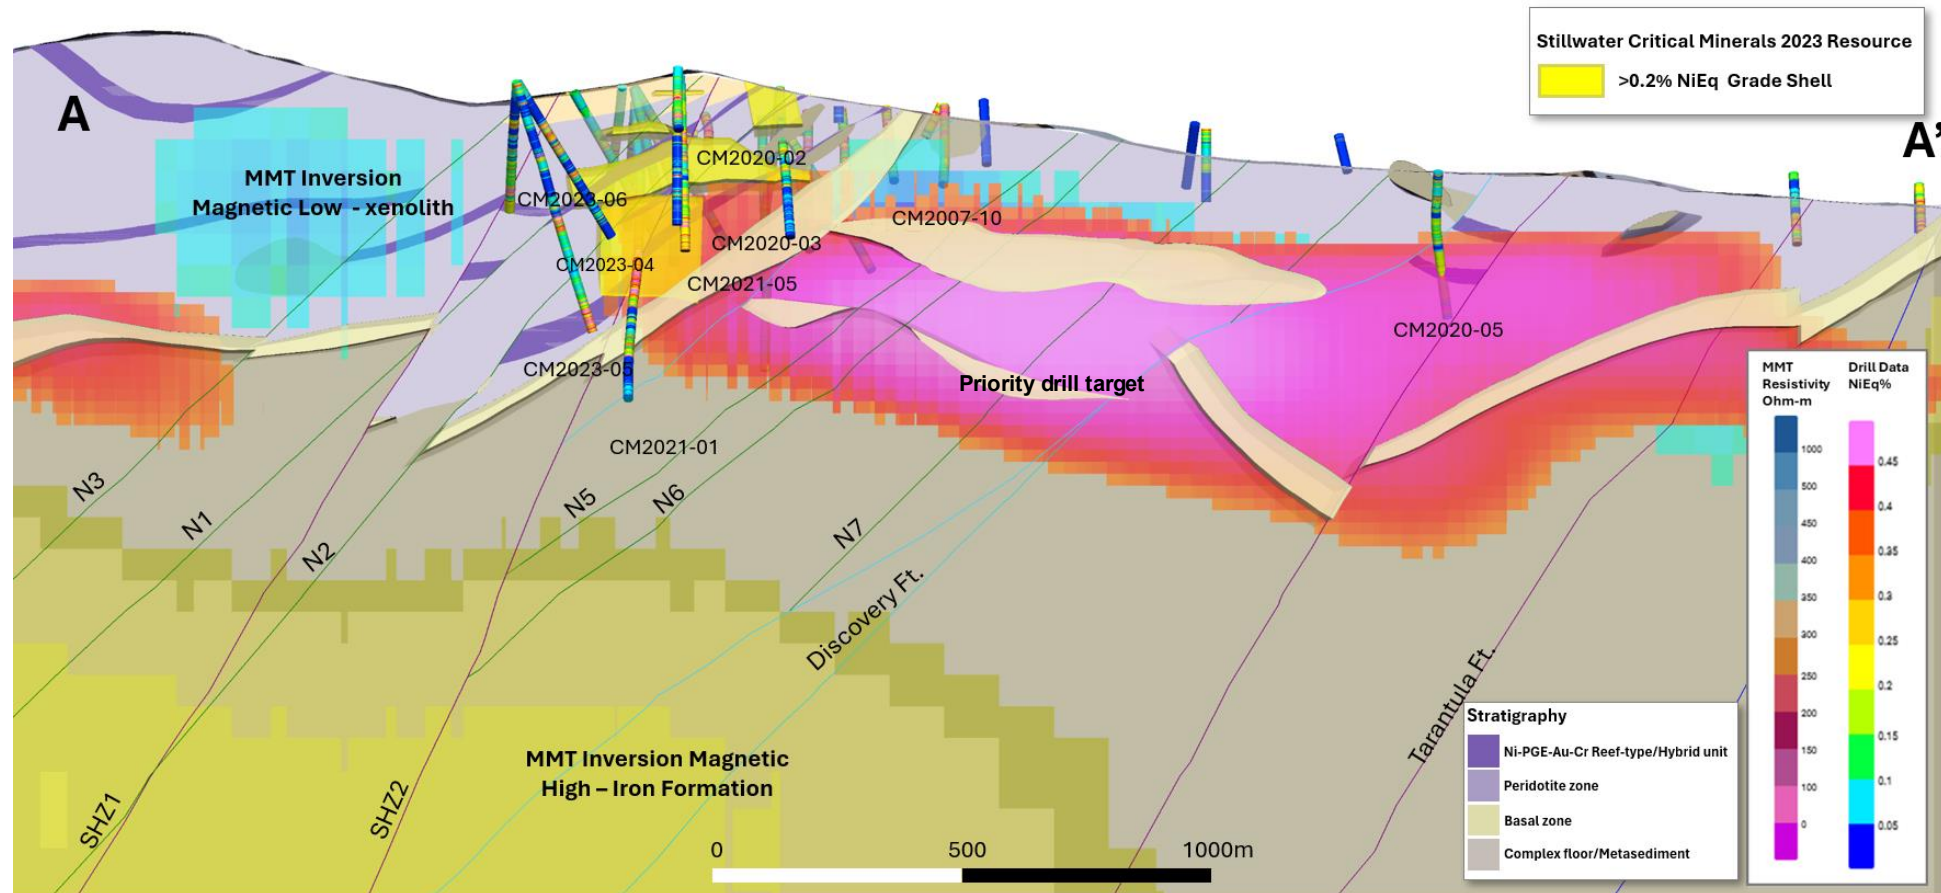 Stillwater Critical Minerals 2023 Resource
>0.2% NiEq Grade Shell
A
A'
MMT Inversion
Magnetic Low - xenolith
CM2020-02
CM2023-06
CM2007-10
CM2020-03
CM2023-04
CM2021-05
CM2020-05
CM2023-05
Priority drill target
CM2021-01
N3
N1
N2
N5
N6
N7
Discovery Ft.
Tarantula Ft.
SHZ1
SHZ2
MMT Inversion Magnetic
High – Iron Formation
0 500 1000m
MMT
Resistivity
Ohm-m
1000
500
450
400
350
300
250
200
150
100
0
Drill Data
NiEq%
0.45
0.4
0.35
0.3
0.25
0.2
0.15
0.1
0.05
Stratigraphy
Ni-PGE-Au-Cr Reef-type/Hybrid unit
Peridotite zone
Basal zone
Complex floor/Metasediment